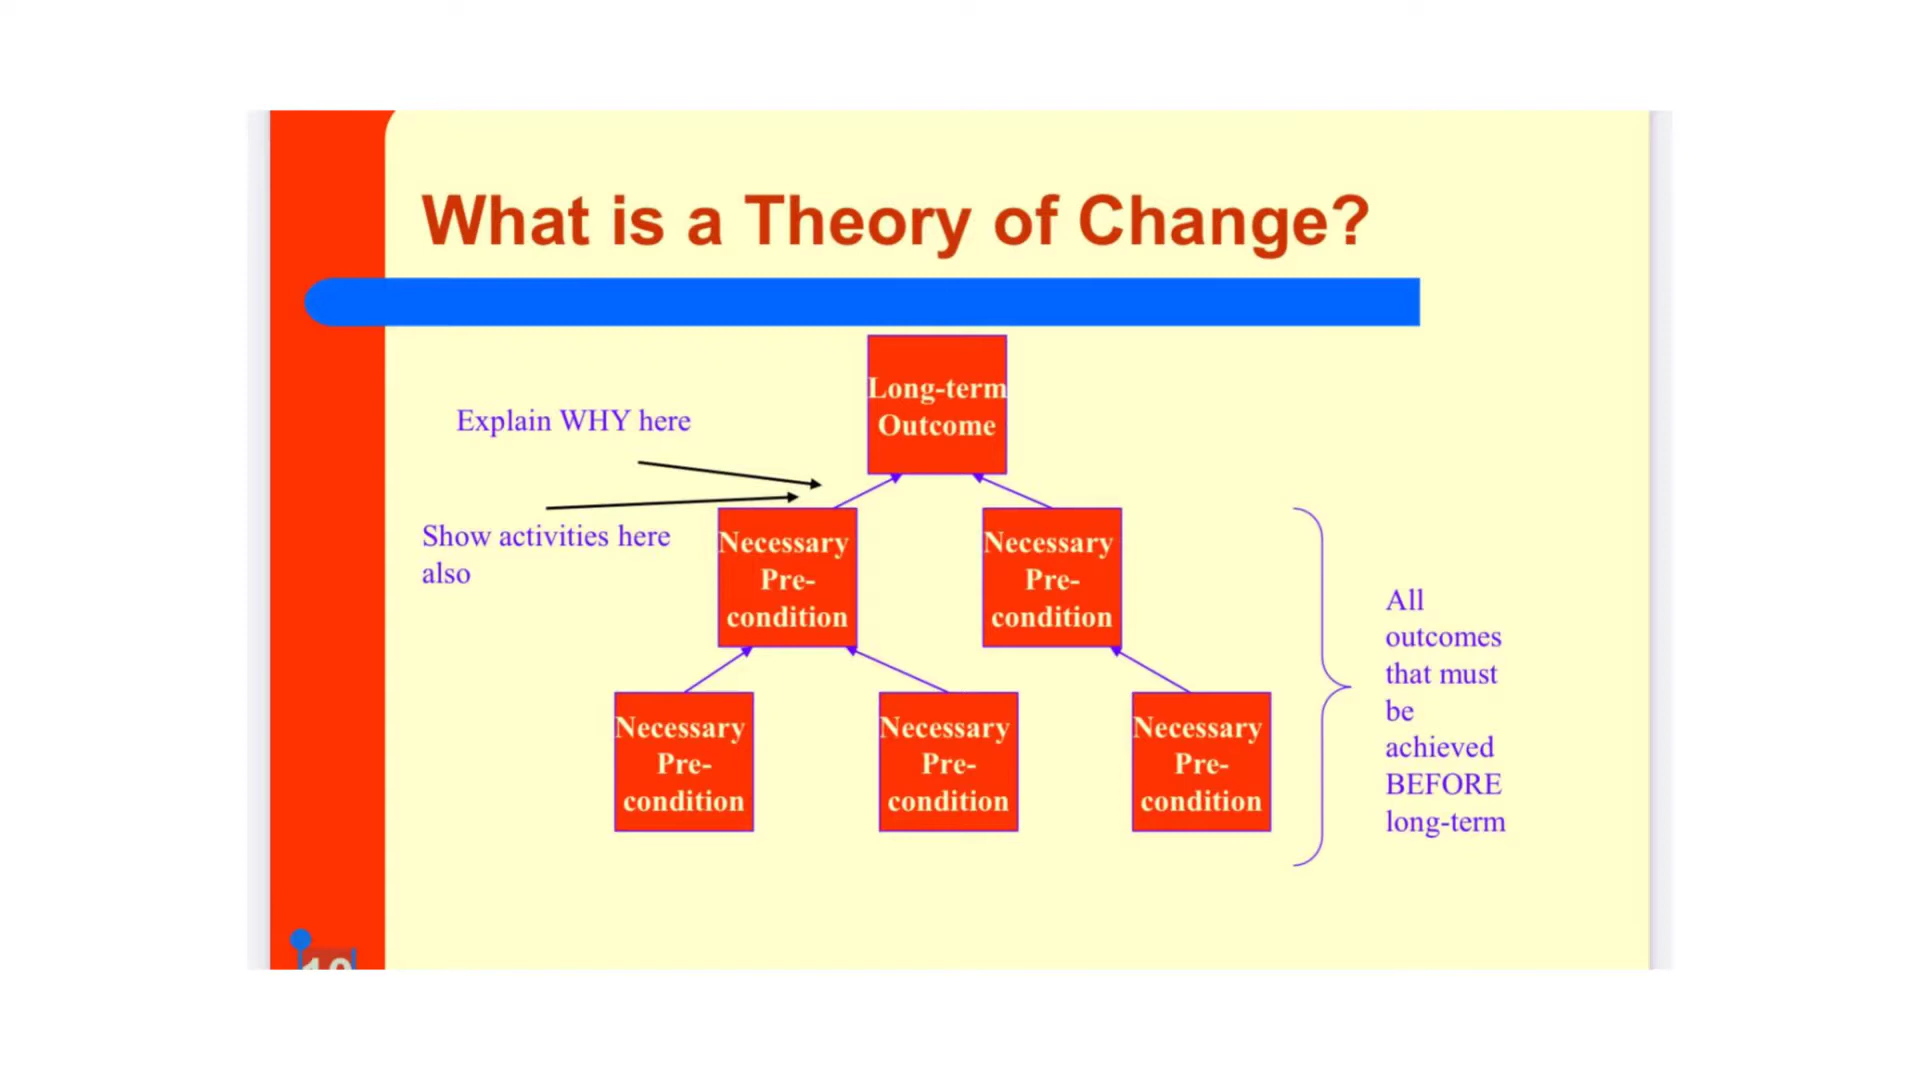 What is a Theory of Change?
Long-term
Outcome
Explain WHY here
Show activities here
also
Necessary
Pre-
condition
Necessary
Pre-
condition
Necessary
Pre-
condition
Necessary
Pre-
condition
Necessary
Pre-
condition
All
outcomes
that must
be
achieved
BEFORE
long-term